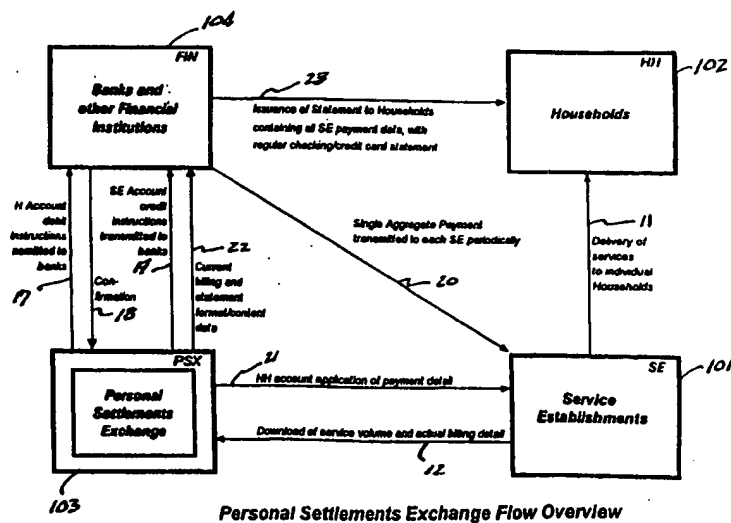 104
FIN
Banks and
other Financial
Institutions
23
Issuance of Statement to Households
containing all SE payment data, with
regular checking/credit card statement
HH
102
Households
H Account
debit
instructions
remitted to
banks
17
Con-
firmation
18
SE Account
credit
instructions
transmitted to
banks
19
22
Current
billing and
statement
format/content
data
Single Aggregate Payment
transmitted to each SE periodically
20
11
Delivery of
services
to individual
Households
PSX
Personal
Settlements
Exchange
103
21
HH account application of payment detail
Download of service volume and actual billing detail
12
SE
101
Service
Establishments
Personal Settlements Exchange Flow Overview